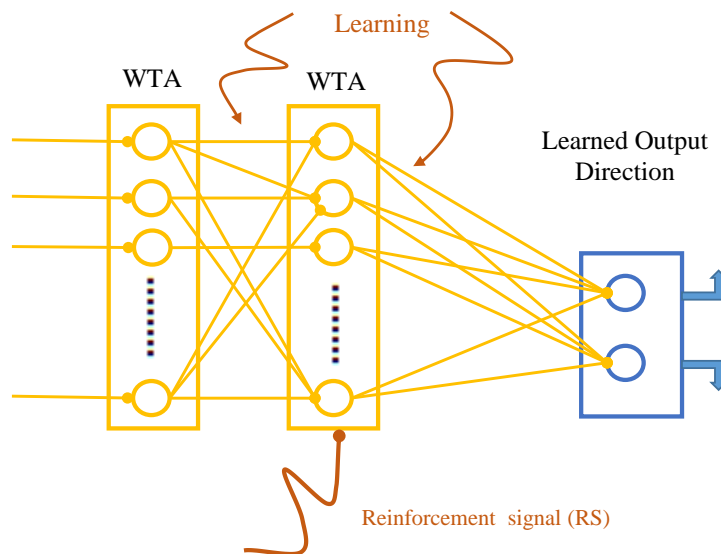 Learning
WTA
WTA
Learned Output
Direction
Reinforcement signal (RS)